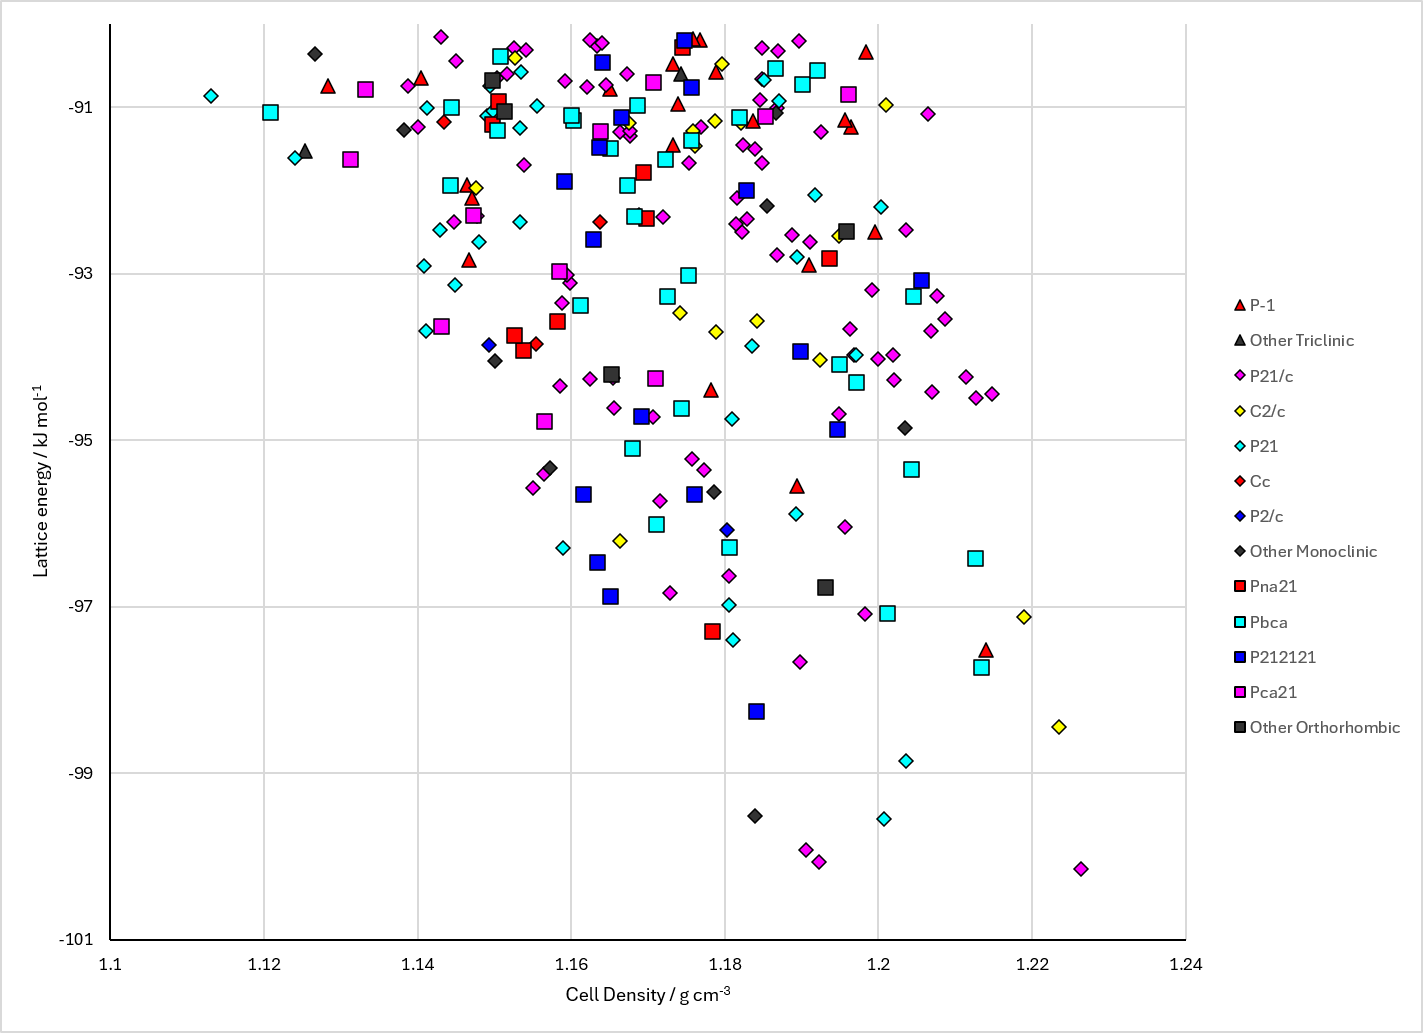 -91
-93
-95
-97
-99
-101
1.1 1.12 1.14 1.16 1.18 1.2 1.22 1.24
Lattice energy / kJ mol⁻¹
Cell Density / g cm⁻³
P-1
Other Triclinic
P21/c
C2/c
P21
Cc
P2/c
Other Monoclinic
Pna21
Pbca
P212121
Pca21
Other Orthorhombic